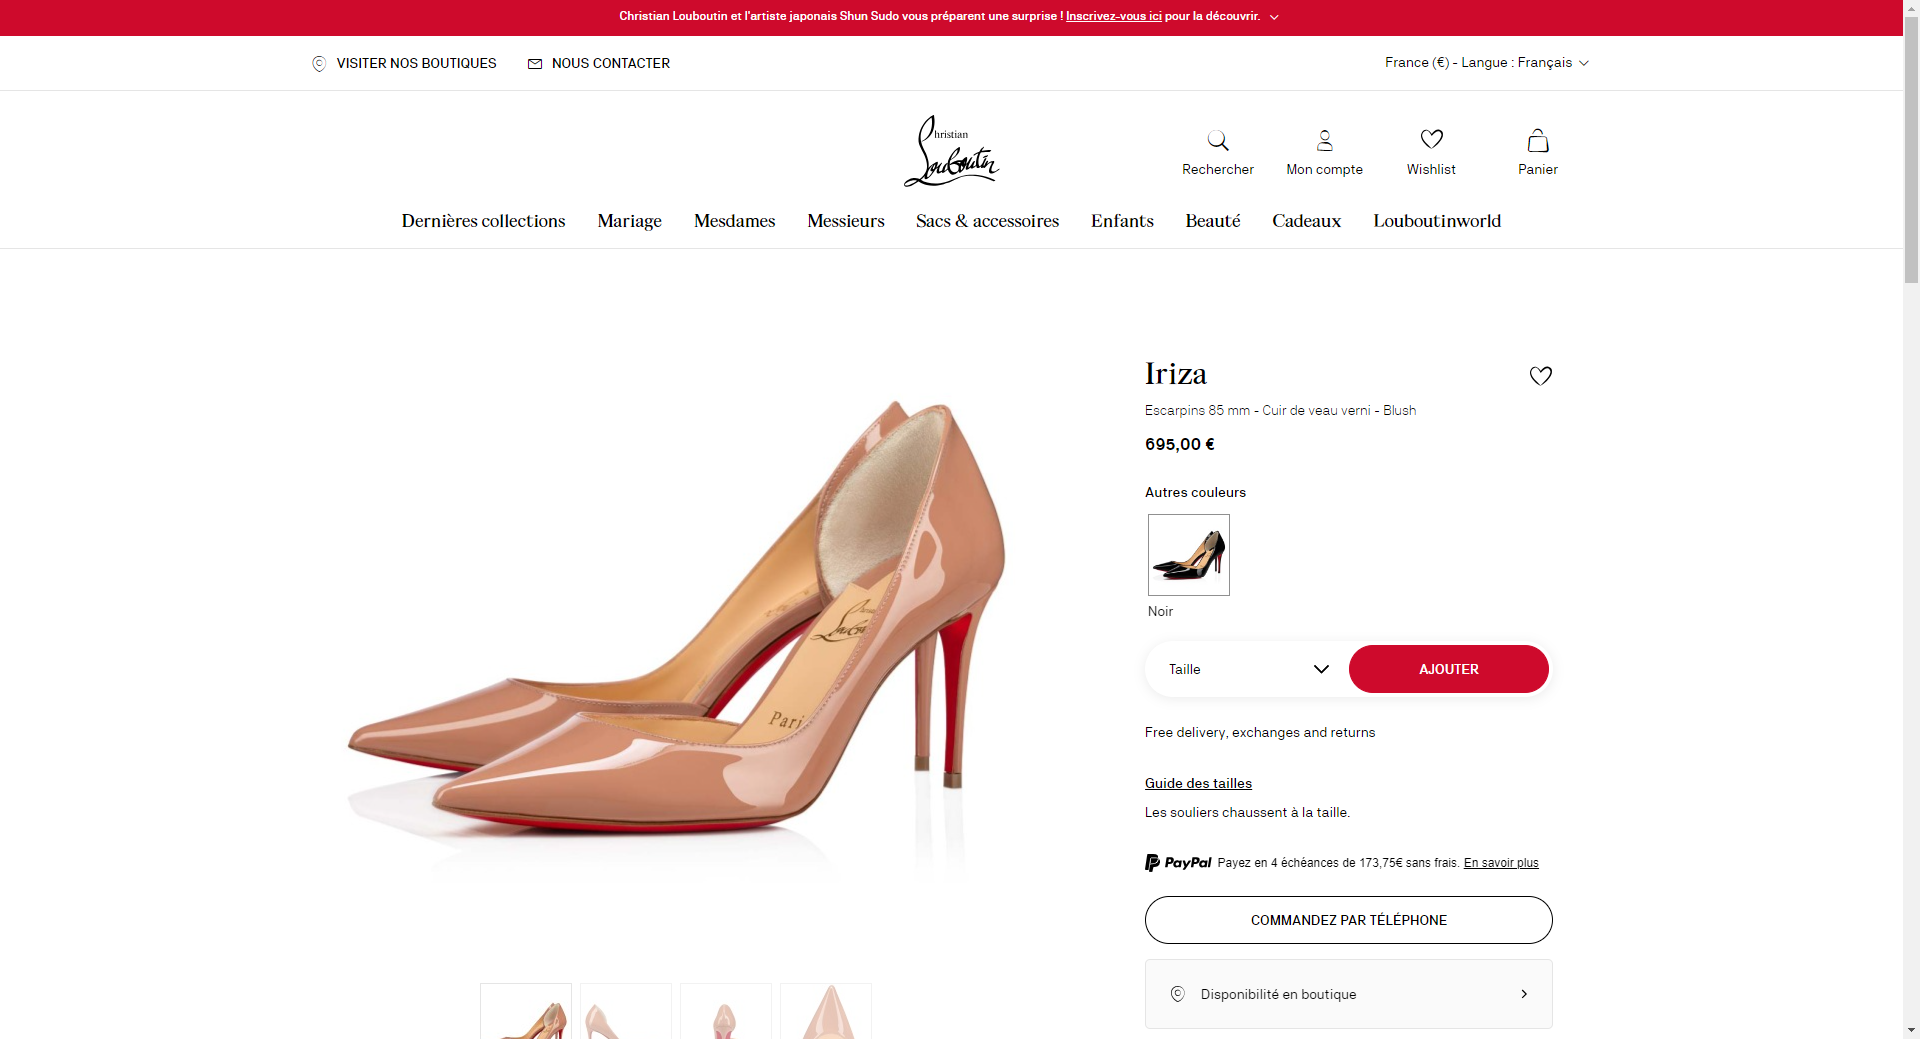 Christian Louboutin et l'artiste japonais Shun Sudo vous préparent une surprise ! Inscrivez-vous ici pour la découvrir.
VISITER NOS BOUTIQUES
NOUS CONTACTER
France (€) - Langue : Français
Christian
Louboutin
Rechercher
Mon compte
Wishlist
Panier
Dernières collections
Mariage
Mesdames
Messieurs
Sacs & accessoires
Enfants
Beauté
Cadeaux
Louboutinworld
Iriza
Escarpins 85 mm - Cuir de veau verni - Blush
695,00 €
Autres couleurs
Noir
Taille
AJOUTER
Free delivery, exchanges and returns
Guide des tailles
Les souliers chaussent à la taille.
PayPal Payez en 4 échéances de 173,75€ sans frais. En savoir plus
COMMANDEZ PAR TÉLÉPHONE
Disponibilité en boutique